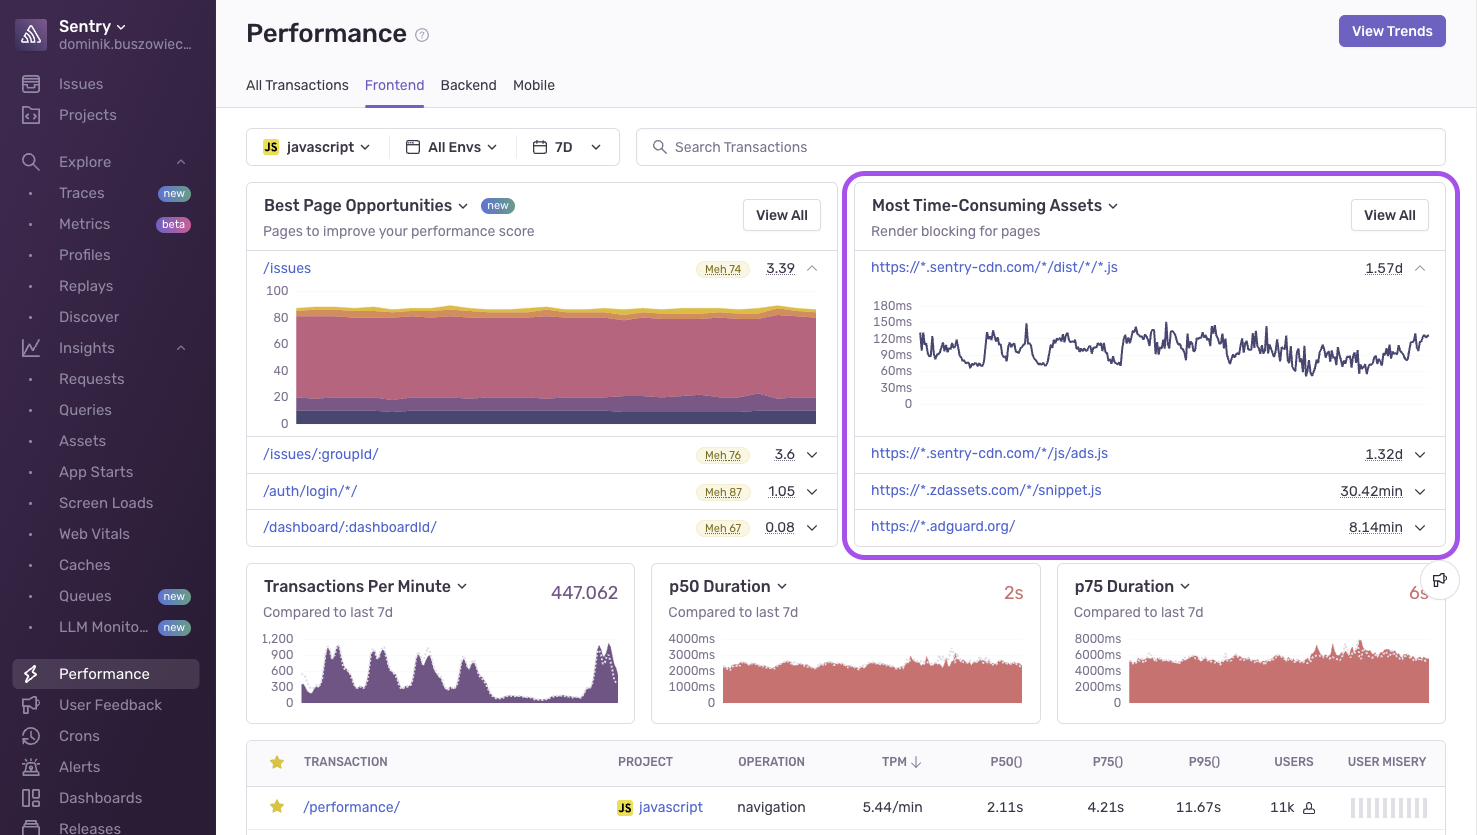 Sentry
dominik.buszowiec…
Issues
Projects
Explore
Traces new
Metrics beta
Profiles
Replays
Discover
Insights
Requests
Queries
Assets
App Starts
Screen Loads
Web Vitals
Caches
Queues new
LLM Monito… new
Performance
User Feedback
Crons
Alerts
Dashboards
Releases
Performance ?
View Trends
All Transactions Frontend Backend Mobile
JS javascript All Envs 7D Search Transactions
Best Page Opportunities new
Pages to improve your performance score
View All
/issues Meh 74 3.39
100
80
60
40
20
0
/issues/:groupId/ Meh 76 3.6
/auth/login/*/ Meh 87 1.05
/dashboard/:dashboardId/ Meh 67 0.08
Most Time-Consuming Assets
Render blocking for pages
View All
https://*.sentry-cdn.com/*/dist/*/*.js 1.57d
180ms
150ms
120ms
90ms
60ms
30ms
0
https://*.sentry-cdn.com/*/js/ads.js 1.32d
https://*.zdassets.com/*/snippet.js 30.42min
https://*.adguard.org/ 8.14min
Transactions Per Minute 447.062
Compared to last 7d
1,200
900
600
300
0
p50 Duration 2s
Compared to last 7d
4000ms
3000ms
2000ms
1000ms
0
p75 Duration 6s
Compared to last 7d
8000ms
6000ms
4000ms
2000ms
0
TRANSACTION PROJECT OPERATION TPM P50() P75() P95() USERS USER MISERY
/performance/ JS javascript navigation 5.44/min 2.11s 4.21s 11.67s 11k